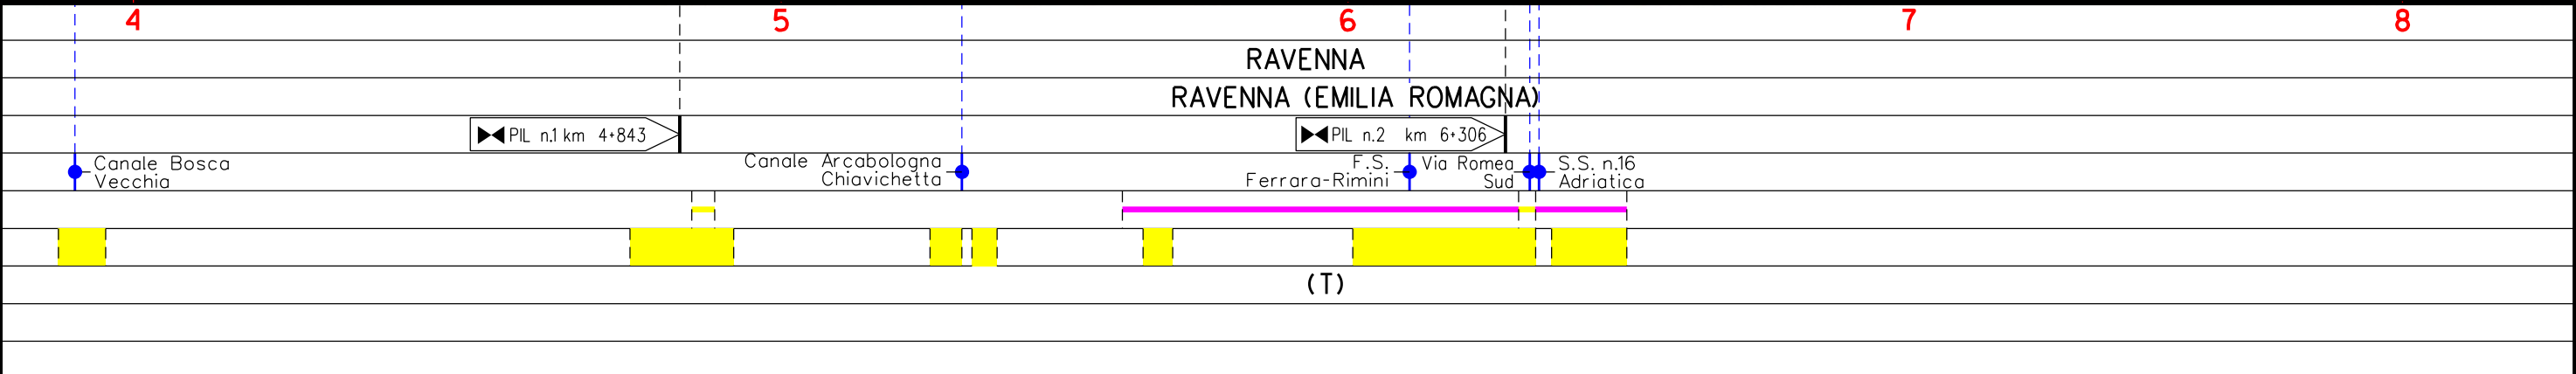 4 5 6 7 8
RAVENNA
RAVENNA (EMILIA ROMAGNA)
PIL n.1 km 4+843
PIL n.2 km 6+306
Canale Bosca
Vecchia
Canale Arcabologna
Chiavichetta
F.S.
Ferrara-Rimini
Via Romea
Sud
S.S. n.16
Adriatica
(T)